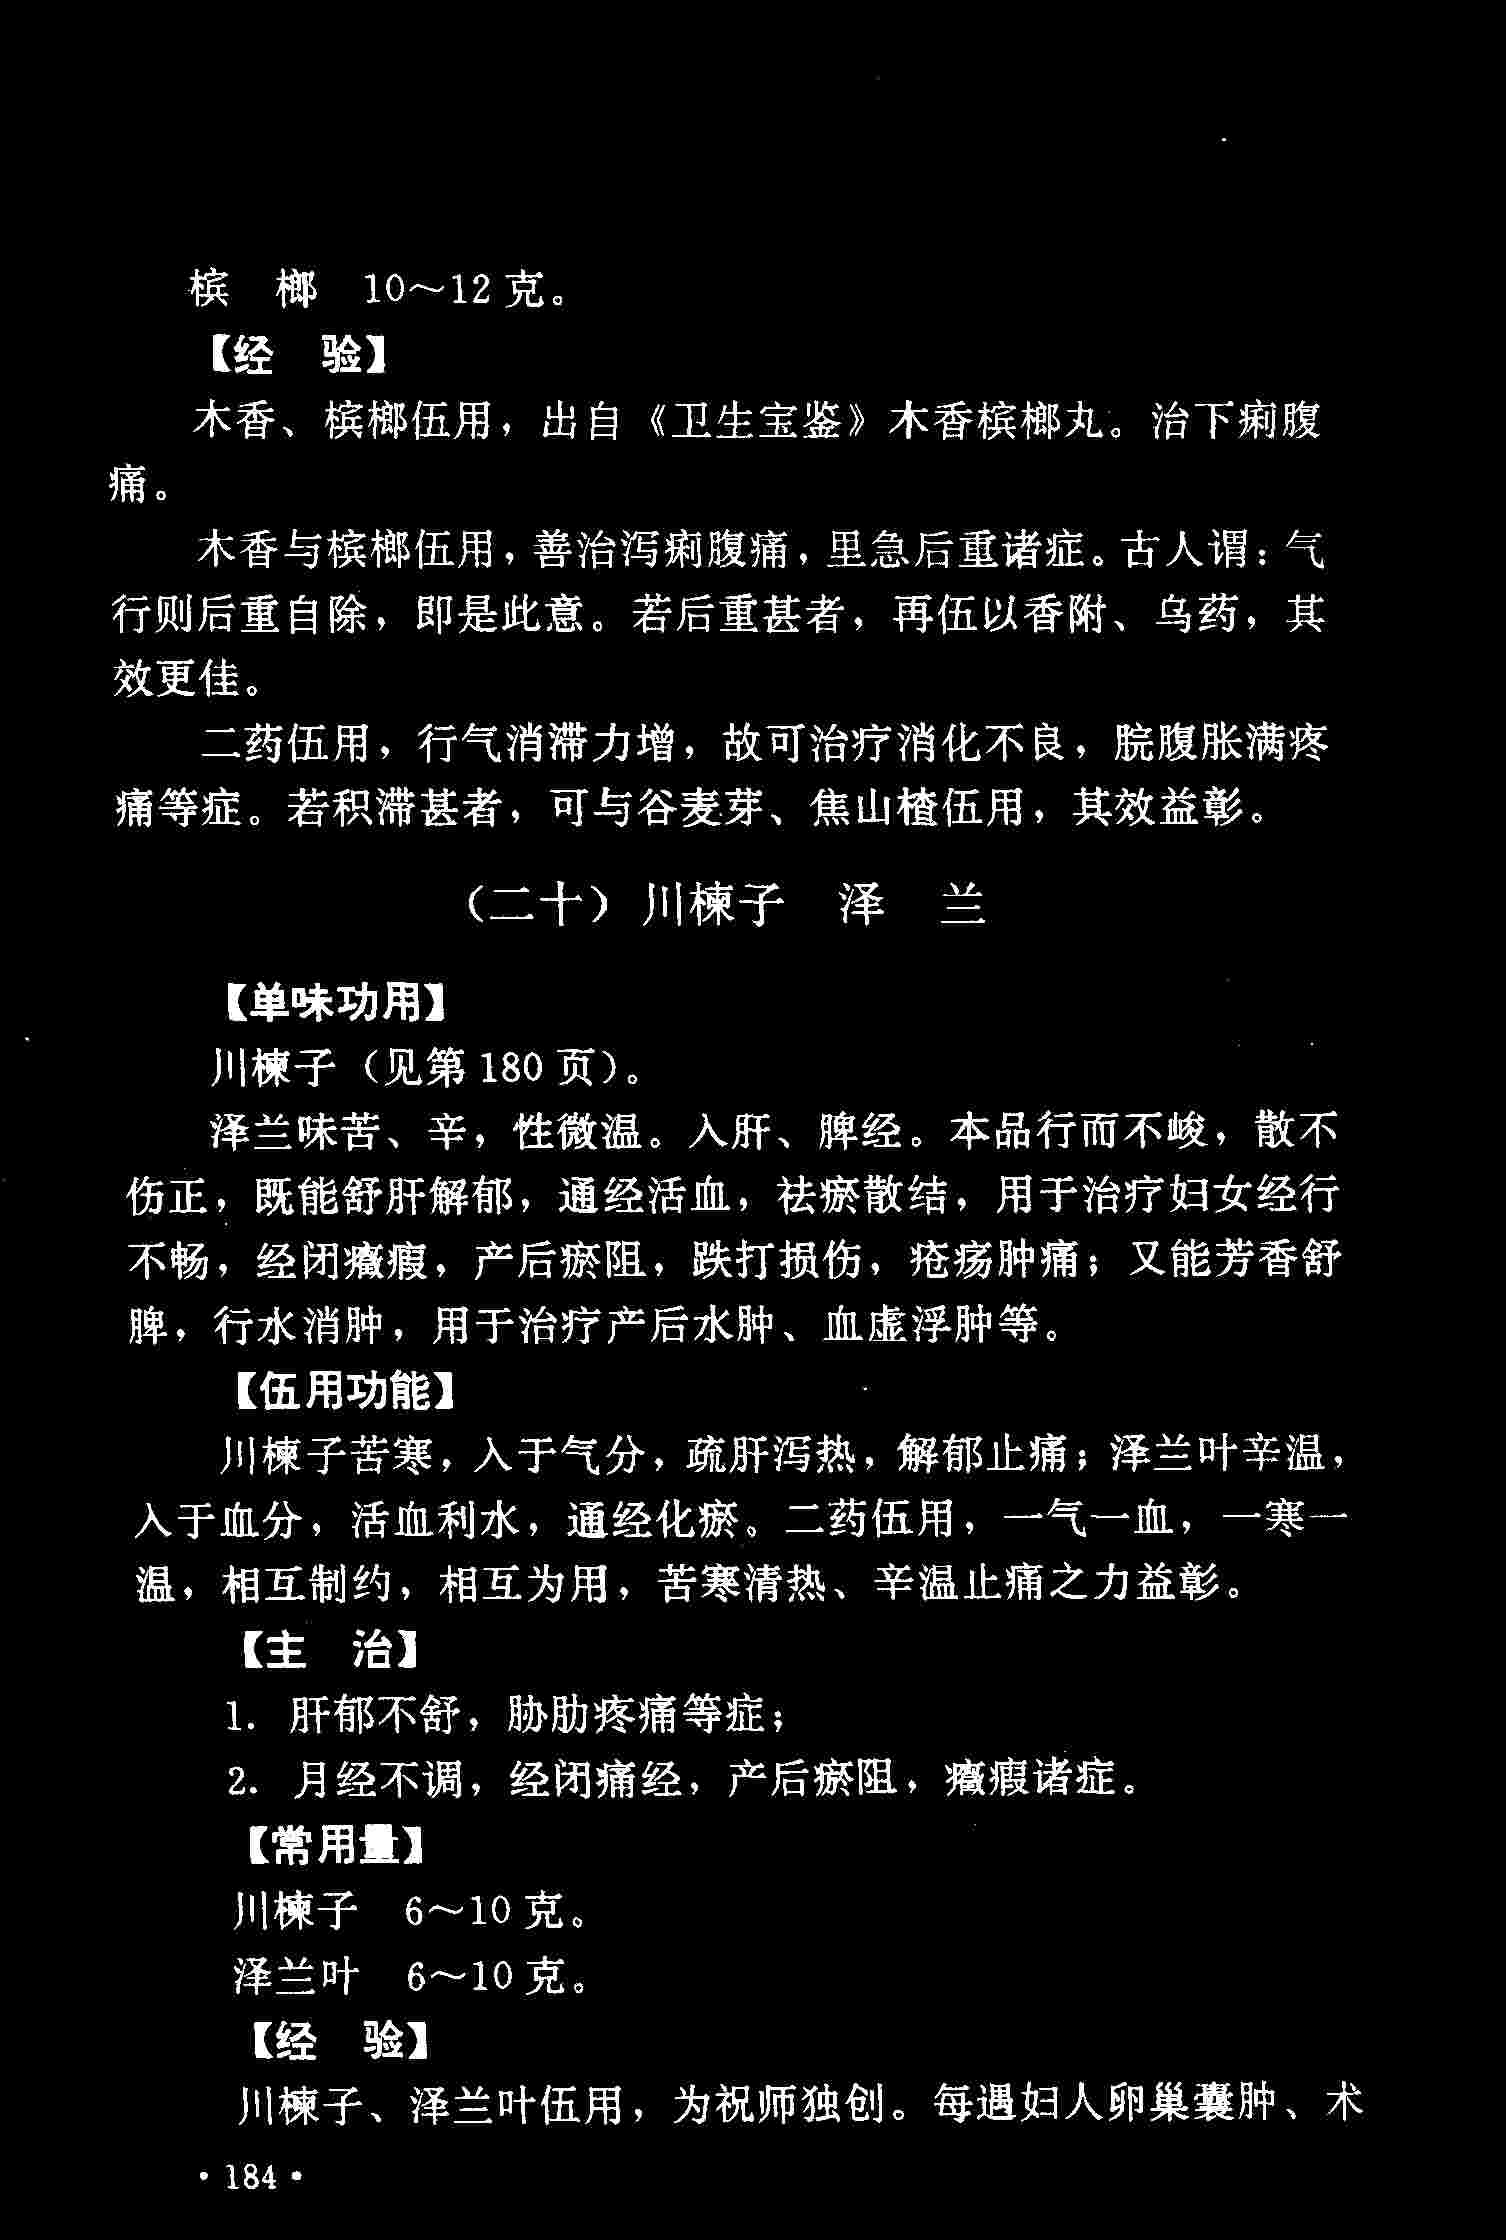 槟　榔　10～12 克。
【经　验】
木香、槟榔伍用，出自《卫生宝鉴》木香槟榔丸。治下痢腹
痛。
木香与槟榔伍用，善治泻痢腹痛，里急后重诸症。古人谓：气
行则后重自除，即是此意。若后重甚者，再伍以香附、乌药，其
效更佳。
二药伍用，行气消滞力增，故可治疗消化不良，脘腹胀满疼
痛等症。若积滞甚者，可与谷麦芽、焦山楂伍用，其效益彰。
（二十）川楝子　泽　兰
【单味功用】
川楝子（见第 180 页）。
泽兰味苦、辛，性微温。入肝、脾经。本品行而不峻，散不
伤正，既能舒肝解郁，通经活血，祛瘀散结，用于治疗妇女经行
不畅，经闭癥瘕，产后瘀阻，跌打损伤，疮疡肿痛；又能芳香舒
脾，行水消肿，用于治疗产后水肿、血虚浮肿等。
【伍用功能】
川楝子苦寒，入于气分，疏肝泻热，解郁止痛；泽兰叶辛温，
入于血分，活血利水，通经化瘀。二药伍用，一气一血，一寒一
温，相互制约，相互为用，苦寒清热、辛温止痛之力益彰。
【主　治】
1. 肝郁不舒，胁肋疼痛等症；
2. 月经不调，经闭痛经，产后瘀阻，癥瘕诸症。
【常用量】
川楝子　6～10 克。
泽兰叶　6～10 克。
【经　验】
川楝子、泽兰叶伍用，为祝师独创。每遇妇人卵巢囊肿、术
·184·